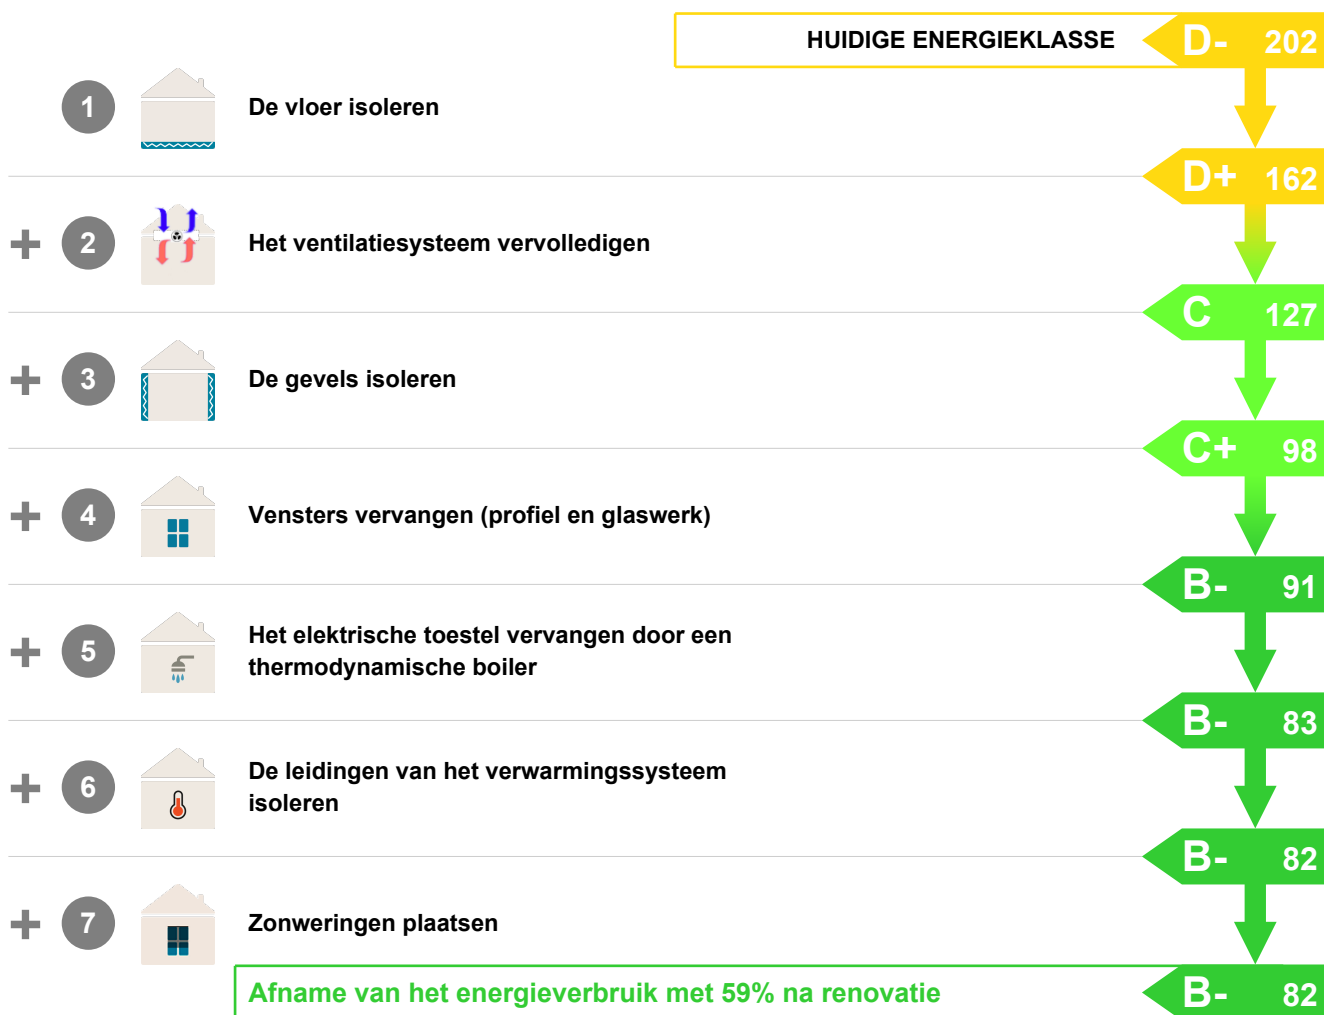 HUIDIGE ENERGIEKLASSE D- 202
1 De vloer isoleren
D+ 162
+ 2 Het ventilatiesysteem vervolledigen
C 127
+ 3 De gevels isoleren
C+ 98
+ 4 Vensters vervangen (profiel en glaswerk)
B- 91
+ 5 Het elektrische toestel vervangen door een
thermodynamische boiler
B- 83
+ 6 De leidingen van het verwarmingssysteem
isoleren
B- 82
+ 7 Zonweringen plaatsen
Afname van het energieverbruik met 59% na renovatie B- 82